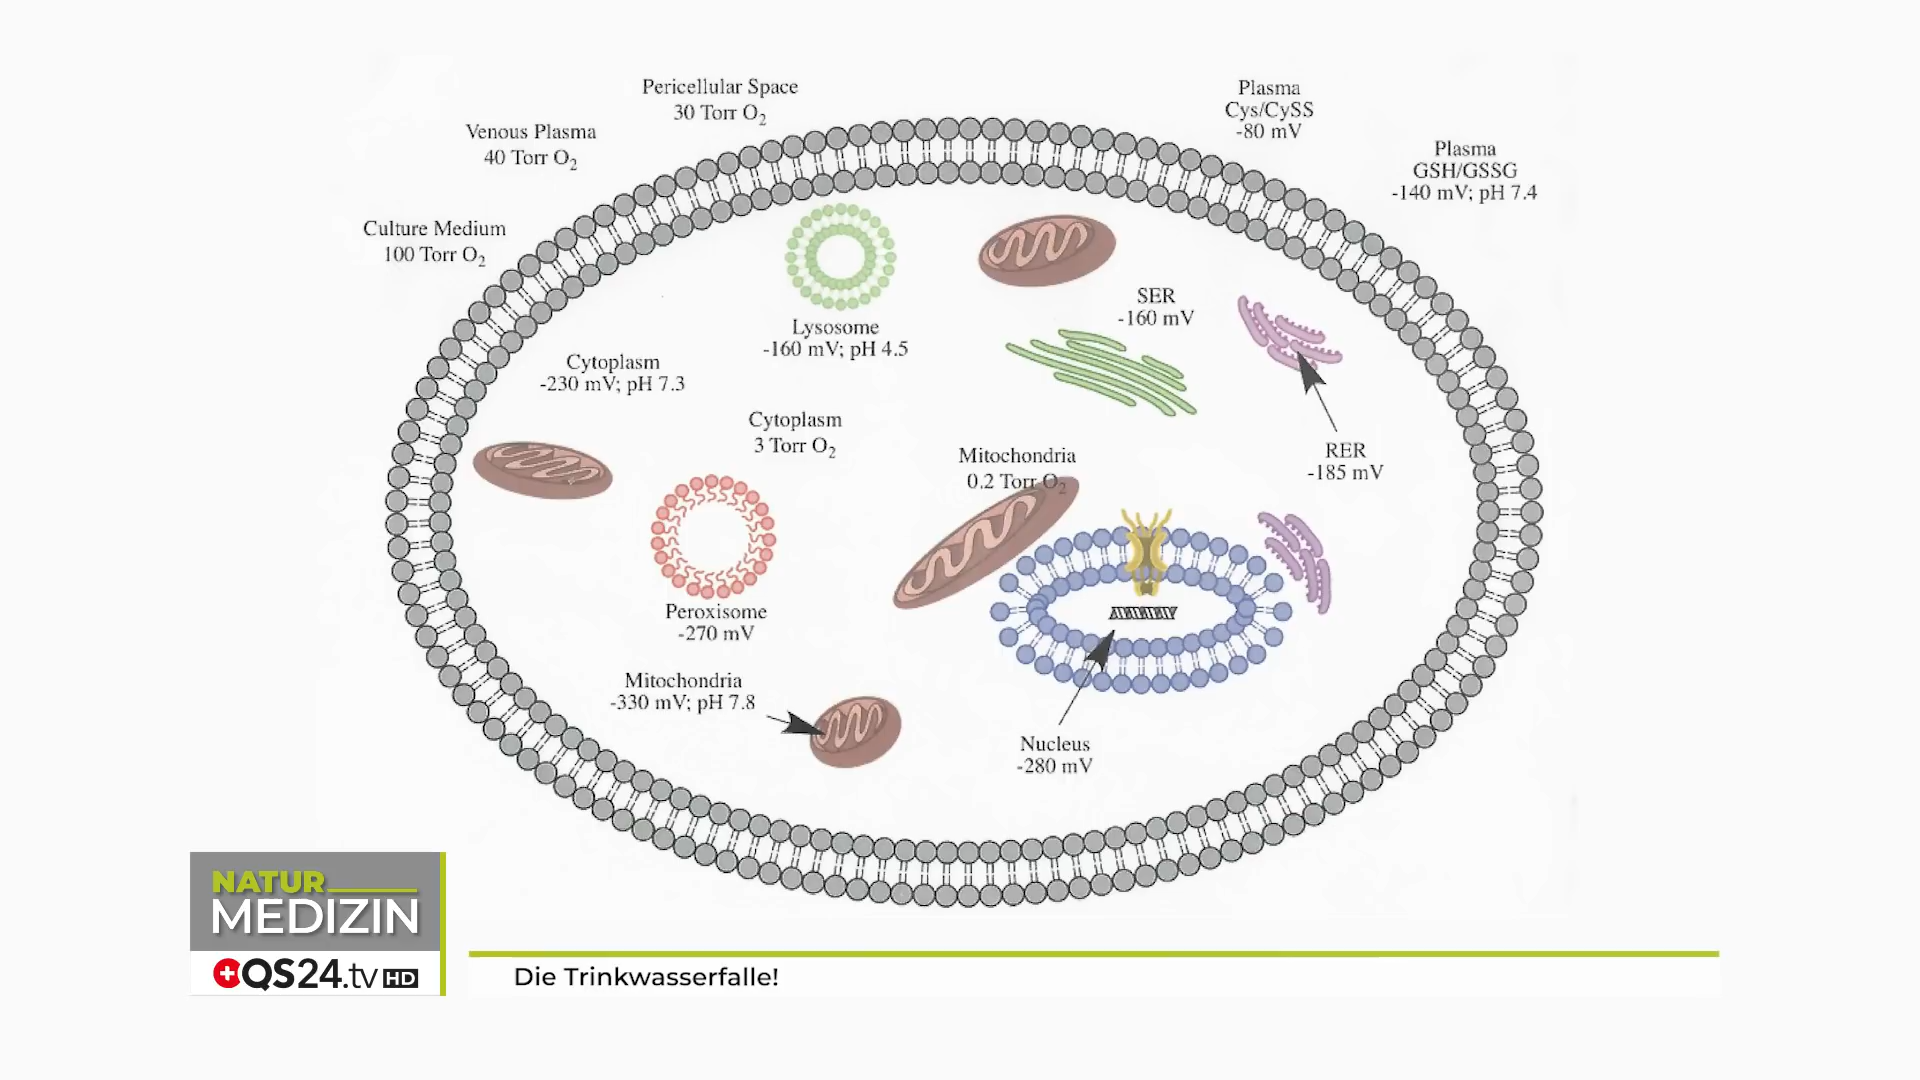 Pericellular Space
30 Torr O₂
Venous Plasma
40 Torr O₂
Culture Medium
100 Torr O₂
Plasma
Cys/CySS
-80 mV
Plasma
GSH/GSSG
-140 mV; pH 7.4
Lysosome
-160 mV; pH 4.5
SER
-160 mV
Cytoplasm
-230 mV; pH 7.3
Cytoplasm
3 Torr O₂
Mitochondria
0.2 Torr O₂
RER
-185 mV
Peroxisome
-270 mV
Mitochondria
-330 mV; pH 7.8
Nucleus
-280 mV
NATUR
MEDIZIN
QS24.tv HD
Die Trinkwasserfalle!